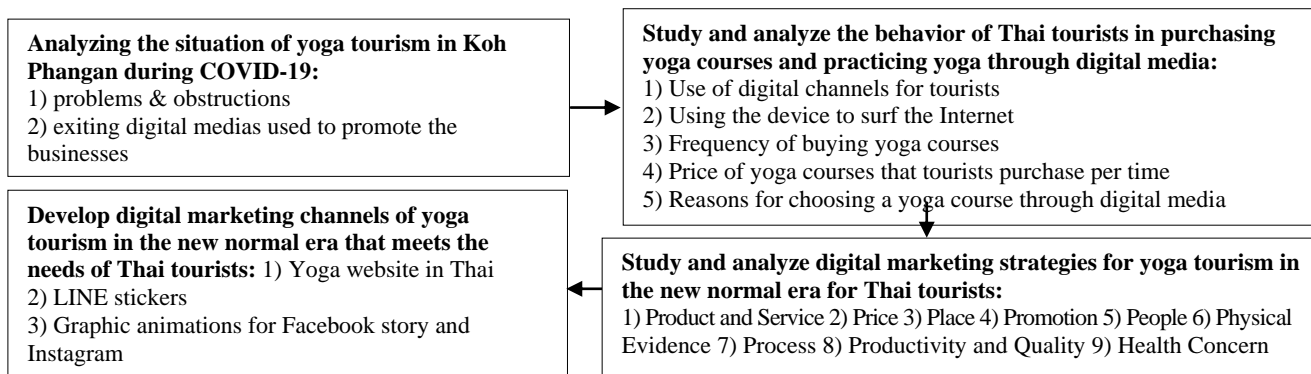 Analyzing the situation of yoga tourism in Koh
Phangan during COVID-19:
1) problems & obstructions
2) exiting digital medias used to promote the
businesses
Study and analyze the behavior of Thai tourists in purchasing
yoga courses and practicing yoga through digital media:
1) Use of digital channels for tourists
2) Using the device to surf the Internet
3) Frequency of buying yoga courses
4) Price of yoga courses that tourists purchase per time
5) Reasons for choosing a yoga course through digital media
Study and analyze digital marketing strategies for yoga tourism in
the new normal era for Thai tourists:
1) Product and Service 2) Price 3) Place 4) Promotion 5) People 6) Physical
Evidence 7) Process 8) Productivity and Quality 9) Health Concern
Develop digital marketing channels of yoga
tourism in the new normal era that meets the
needs of Thai tourists: 1) Yoga website in Thai
2) LINE stickers
3) Graphic animations for Facebook story and
Instagram